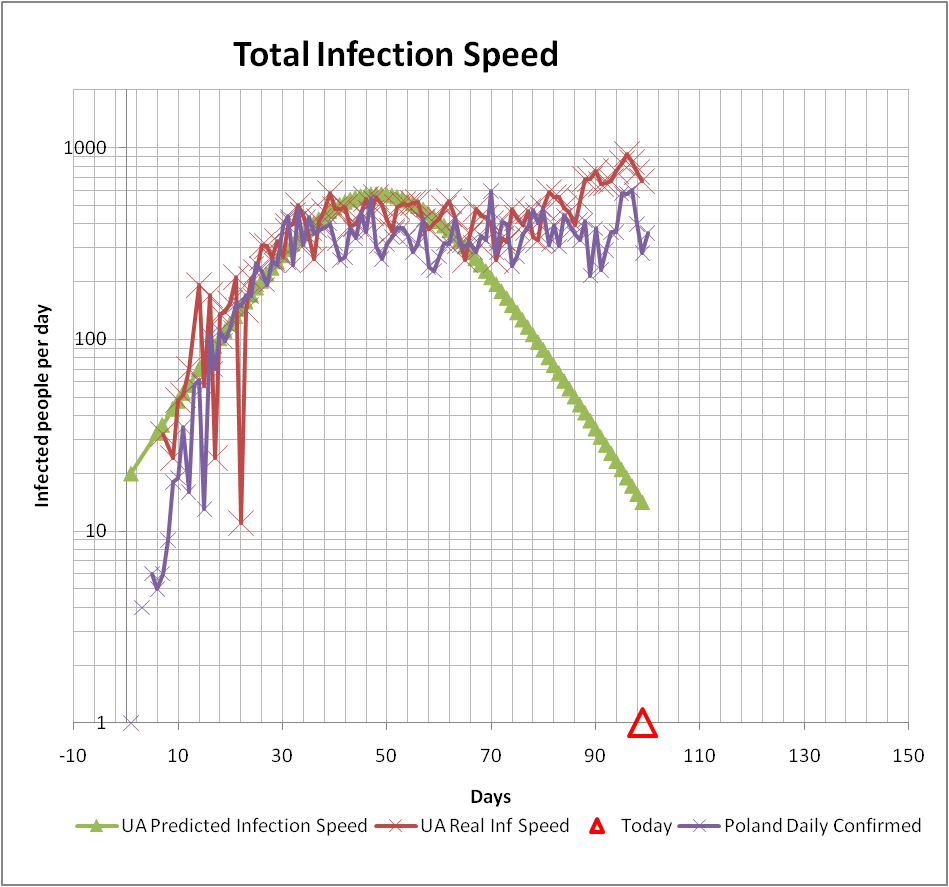 Total Infection Speed
1000
100
10
1
Infected people per day
-10 10 30 50 70 90 110 130 150
Days
UA Predicted Infection Speed UA Real Inf Speed Today Poland Daily Confirmed